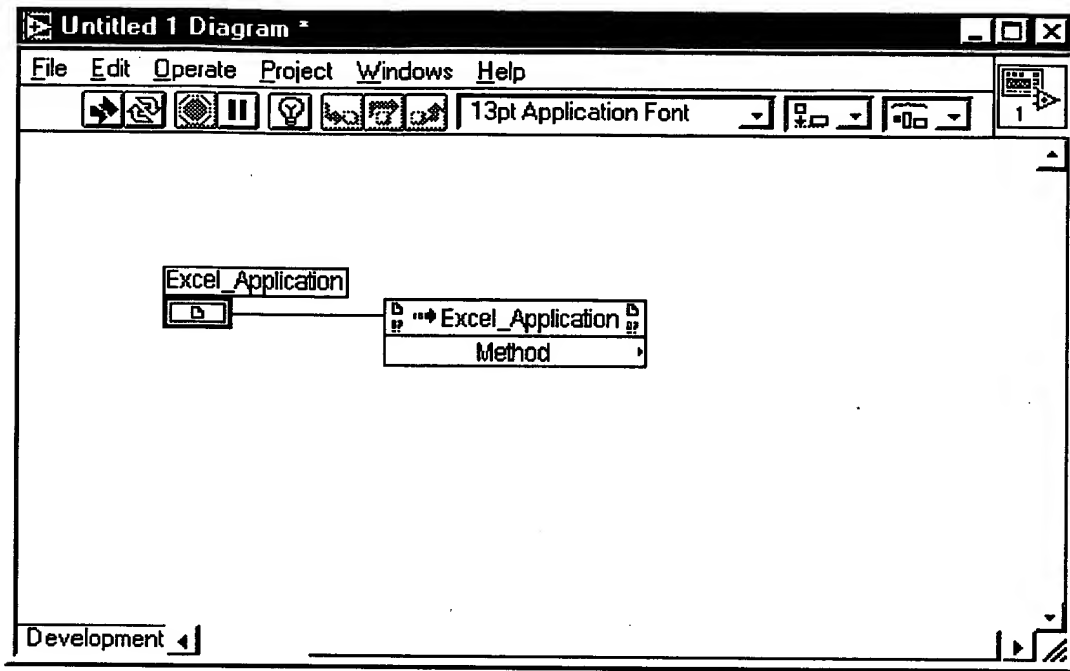 Untitled 1 Diagram *
File Edit Operate Project Windows Help
13pt Application Font
1
Excel_Application
Excel_Application
Method
Development